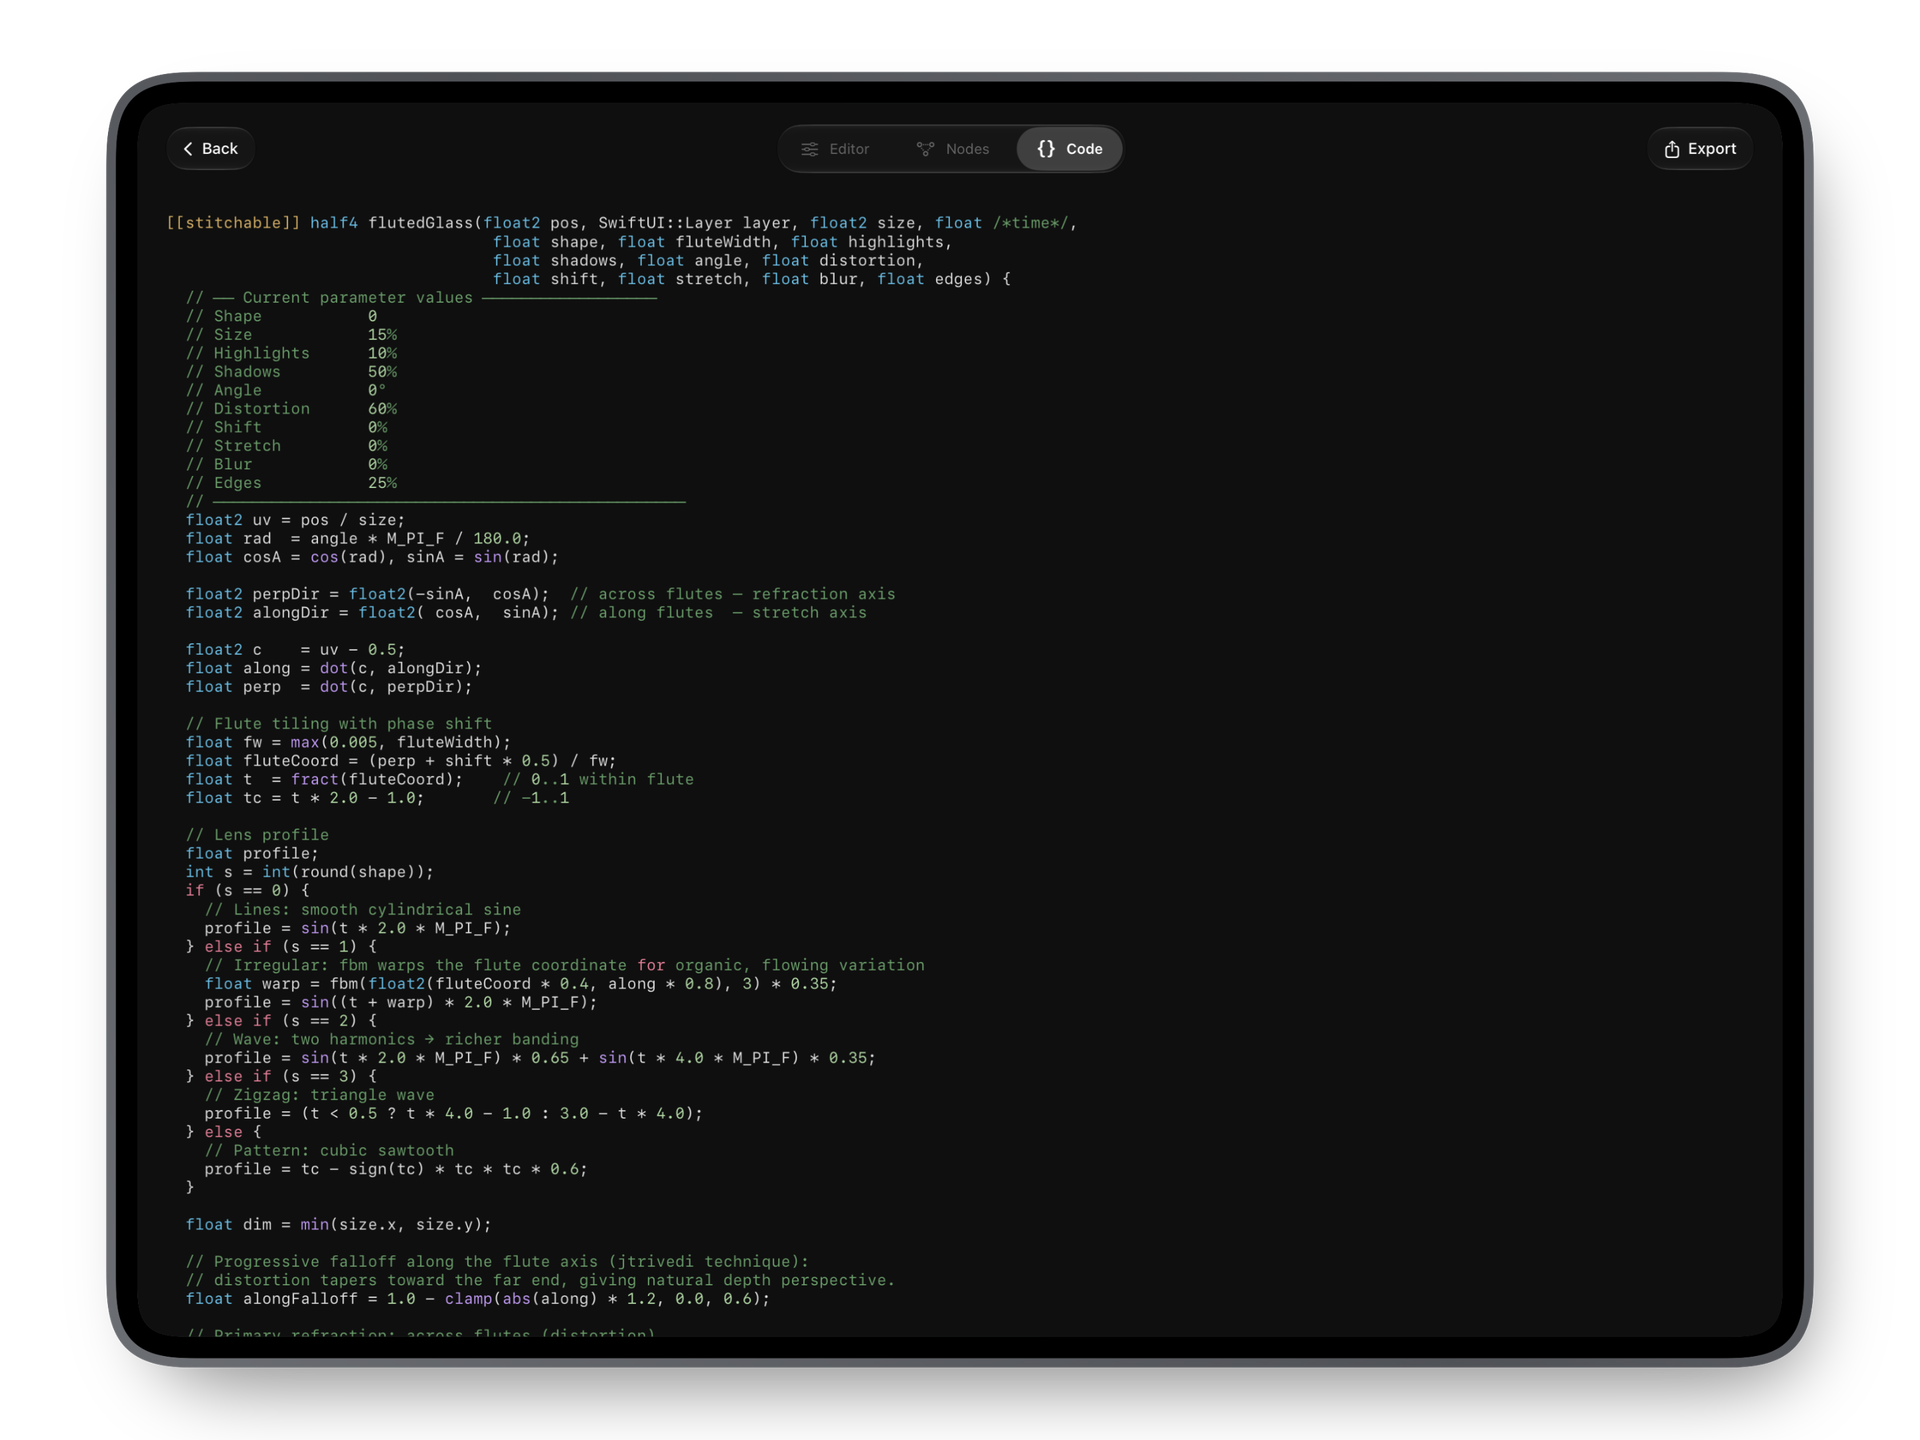 Back
Editor
Nodes
{} Code
Export
[[stitchable]] half4 flutedGlass(float2 pos, SwiftUI::Layer layer, float2 size, float /*time*/,
                                  float shape, float fluteWidth, float highlights,
                                  float shadows, float angle, float distortion,
                                  float shift, float stretch, float blur, float edges) {
  // —— Current parameter values ——————————————————
  // Shape           0
  // Size            15%
  // Highlights      10%
  // Shadows         50%
  // Angle           0°
  // Distortion      60%
  // Shift           0%
  // Stretch         0%
  // Blur            0%
  // Edges           25%
  // —————————————————————————————————————————————————
  float2 uv = pos / size;
  float rad  = angle * M_PI_F / 180.0;
  float cosA = cos(rad), sinA = sin(rad);

  float2 perpDir = float2(−sinA,  cosA);  // across flutes — refraction axis
  float2 alongDir = float2( cosA,  sinA); // along flutes  — stretch axis

  float2 c    = uv − 0.5;
  float along = dot(c, alongDir);
  float perp  = dot(c, perpDir);

  // Flute tiling with phase shift
  float fw = max(0.005, fluteWidth);
  float fluteCoord = (perp + shift * 0.5) / fw;
  float t  = fract(fluteCoord);    // 0..1 within flute
  float tc = t * 2.0 − 1.0;       // −1..1

  // Lens profile
  float profile;
  int s = int(round(shape));
  if (s == 0) {
    // Lines: smooth cylindrical sine
    profile = sin(t * 2.0 * M_PI_F);
  } else if (s == 1) {
    // Irregular: fbm warps the flute coordinate for organic, flowing variation
    float warp = fbm(float2(fluteCoord * 0.4, along * 0.8), 3) * 0.35;
    profile = sin((t + warp) * 2.0 * M_PI_F);
  } else if (s == 2) {
    // Wave: two harmonics → richer banding
    profile = sin(t * 2.0 * M_PI_F) * 0.65 + sin(t * 4.0 * M_PI_F) * 0.35;
  } else if (s == 3) {
    // Zigzag: triangle wave
    profile = (t < 0.5 ? t * 4.0 − 1.0 : 3.0 − t * 4.0);
  } else {
    // Pattern: cubic sawtooth
    profile = tc − sign(tc) * tc * tc * 0.6;
  }

  float dim = min(size.x, size.y);

  // Progressive falloff along the flute axis (jtrivedi technique):
  // distortion tapers toward the far end, giving natural depth perspective.
  float alongFalloff = 1.0 − clamp(abs(along) * 1.2, 0.0, 0.6);

  // Primary refraction: across flutes (distortion)